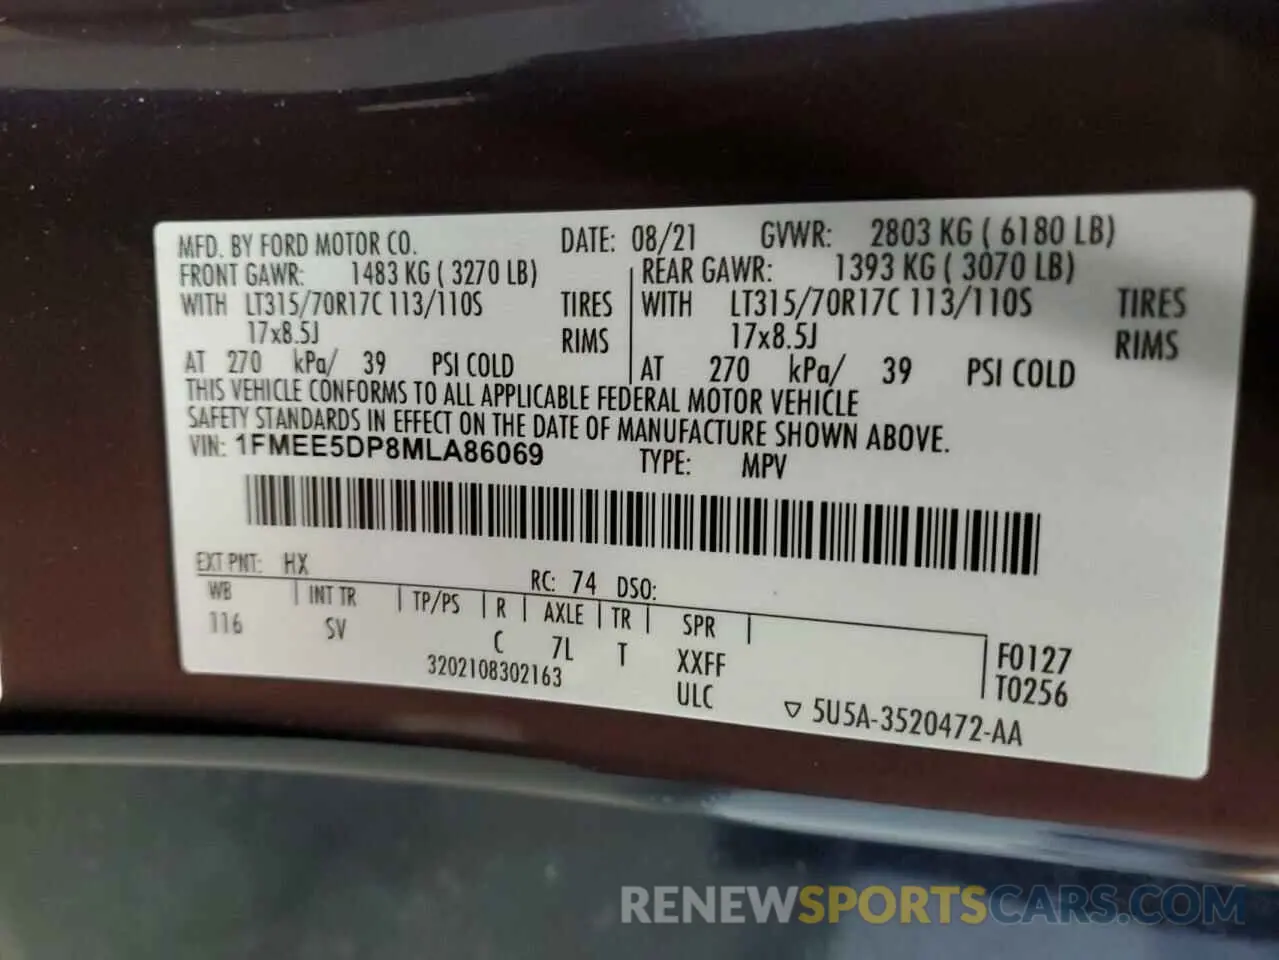 MFD. BY FORD MOTOR CO. DATE: 08/21 GVWR: 2803 KG ( 6180 LB)
FRONT GAWR: 1483 KG ( 3270 LB) REAR GAWR: 1393 KG ( 3070 LB)
WITH LT315/70R17C 113/110S TIRES WITH LT315/70R17C 113/110S TIRES
17x8.5J RIMS 17x8.5J RIMS
AT 270 kPa/ 39 PSI COLD AT 270 kPa/ 39 PSI COLD
THIS VEHICLE CONFORMS TO ALL APPLICABLE FEDERAL MOTOR VEHICLE
SAFETY STANDARDS IN EFFECT ON THE DATE OF MANUFACTURE SHOWN ABOVE.
VIN: 1FMEE5DP8MLA86069 TYPE: MPV
EXT PNT: HX RC: 74 DSO:
WB INT TR TP/PS R AXLE TR SPR
116 SV C 7L T XXFF F0127
3202108302163 ULC T0256
5U5A-3520472-AA
RENEWSPORTSCARS.COM